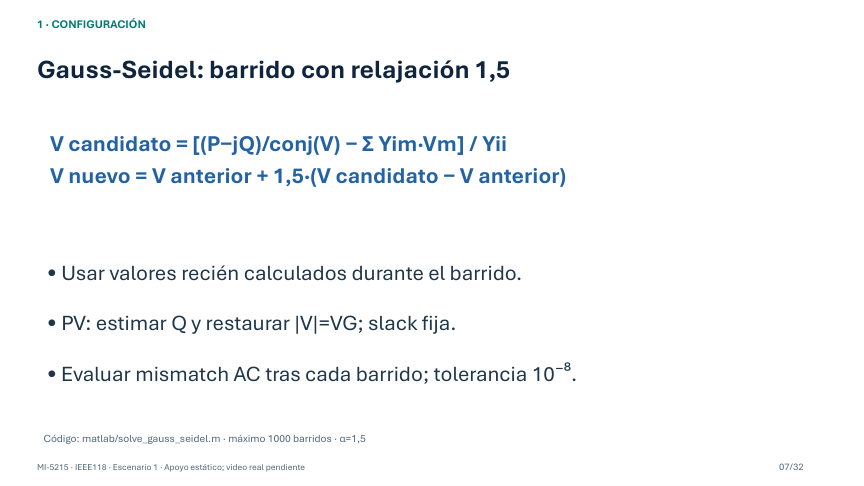 1 · CONFIGURACIÓN
Gauss-Seidel: barrido con relajación 1,5
V candidato = [(P−jQ)/conj(V) − Σ Yim·Vm] / Yii
V nuevo = V anterior + 1,5·(V candidato − V anterior)
• Usar valores recién calculados durante el barrido.
• PV: estimar Q y restaurar |V|=VG; slack fija.
• Evaluar mismatch AC tras cada barrido; tolerancia 10⁻⁸.
Código: matlab/solve_gauss_seidel.m · máximo 1000 barridos · α=1,5
MI-5215 · IEEE118 · Escenario 1 · Apoyo estático; video real pendiente
07/32